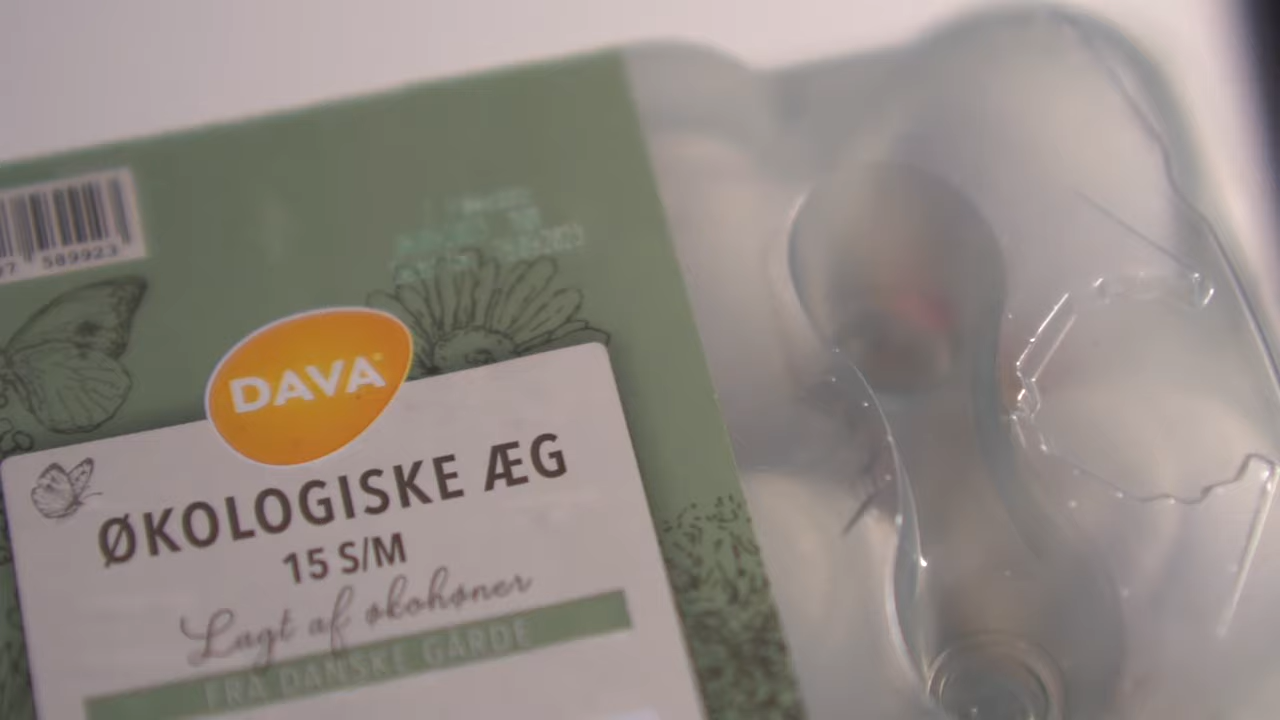 589923
DAVA
ØKOLOGISKE ÆG
15 S/M
Lagt af økohøner
FRA DANSKE GÅRDE